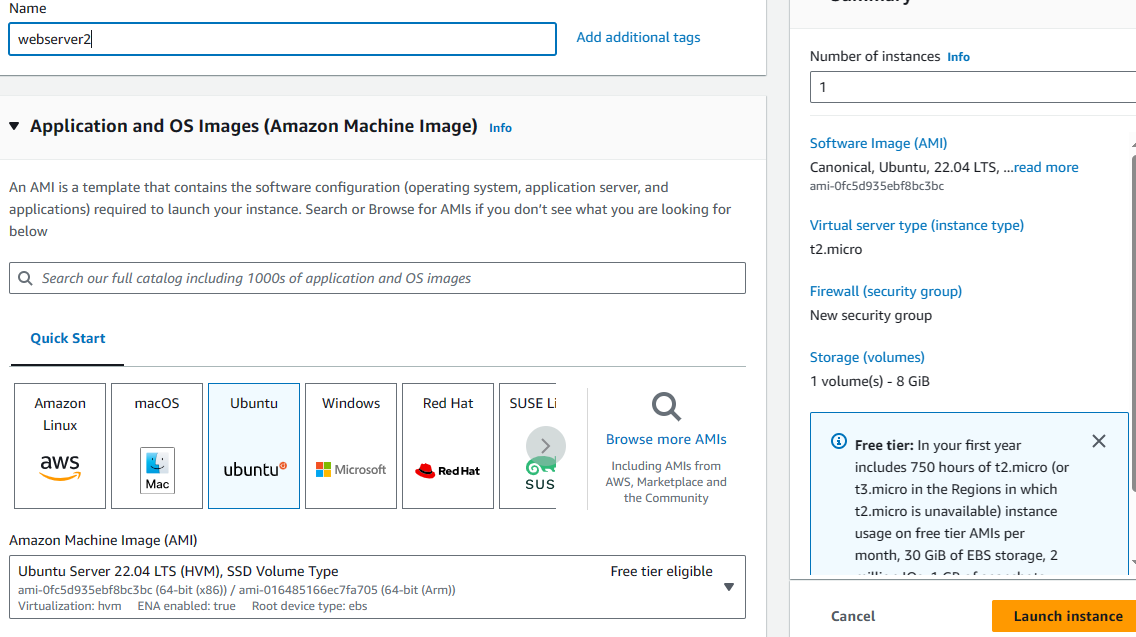 Name
webserver2
Add additional tags
Application and OS Images (Amazon Machine Image) Info
An AMI is a template that contains the software configuration (operating system, application server, and
applications) required to launch your instance. Search or Browse for AMIs if you don’t see what you are looking for
below
Search our full catalog including 1000s of application and OS images
Quick Start
Amazon
Linux
aws
macOS
Mac
Ubuntu
ubuntu
Windows
Microsoft
Red Hat
Red Hat
SUSE Li
SUS
Browse more AMIs
Including AMIs from
AWS, Marketplace and
the Community
Amazon Machine Image (AMI)
Ubuntu Server 22.04 LTS (HVM), SSD Volume Type
Free tier eligible
ami-0fc5d935ebf8bc3bc (64-bit (x86)) / ami-016485166ec7fa705 (64-bit (Arm))
Virtualization: hvm ENA enabled: true Root device type: ebs
Summary
Number of instances Info
1
Software Image (AMI)
Canonical, Ubuntu, 22.04 LTS, ...read more
ami-0fc5d935ebf8bc3bc
Virtual server type (instance type)
t2.micro
Firewall (security group)
New security group
Storage (volumes)
1 volume(s) - 8 GiB
Free tier: In your first year
includes 750 hours of t2.micro (or
t3.micro in the Regions in which
t2.micro is unavailable) instance
usage on free tier AMIs per
month, 30 GiB of EBS storage, 2
Cancel
Launch instance